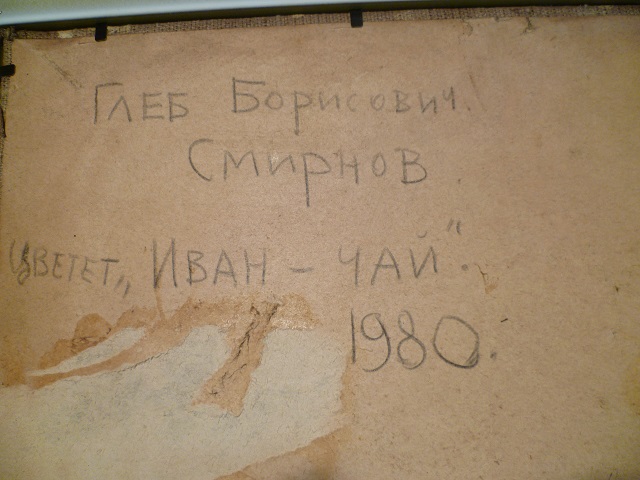 Глеб Борисович.
Смирнов.
Цветет „Иван – чай".
1980.